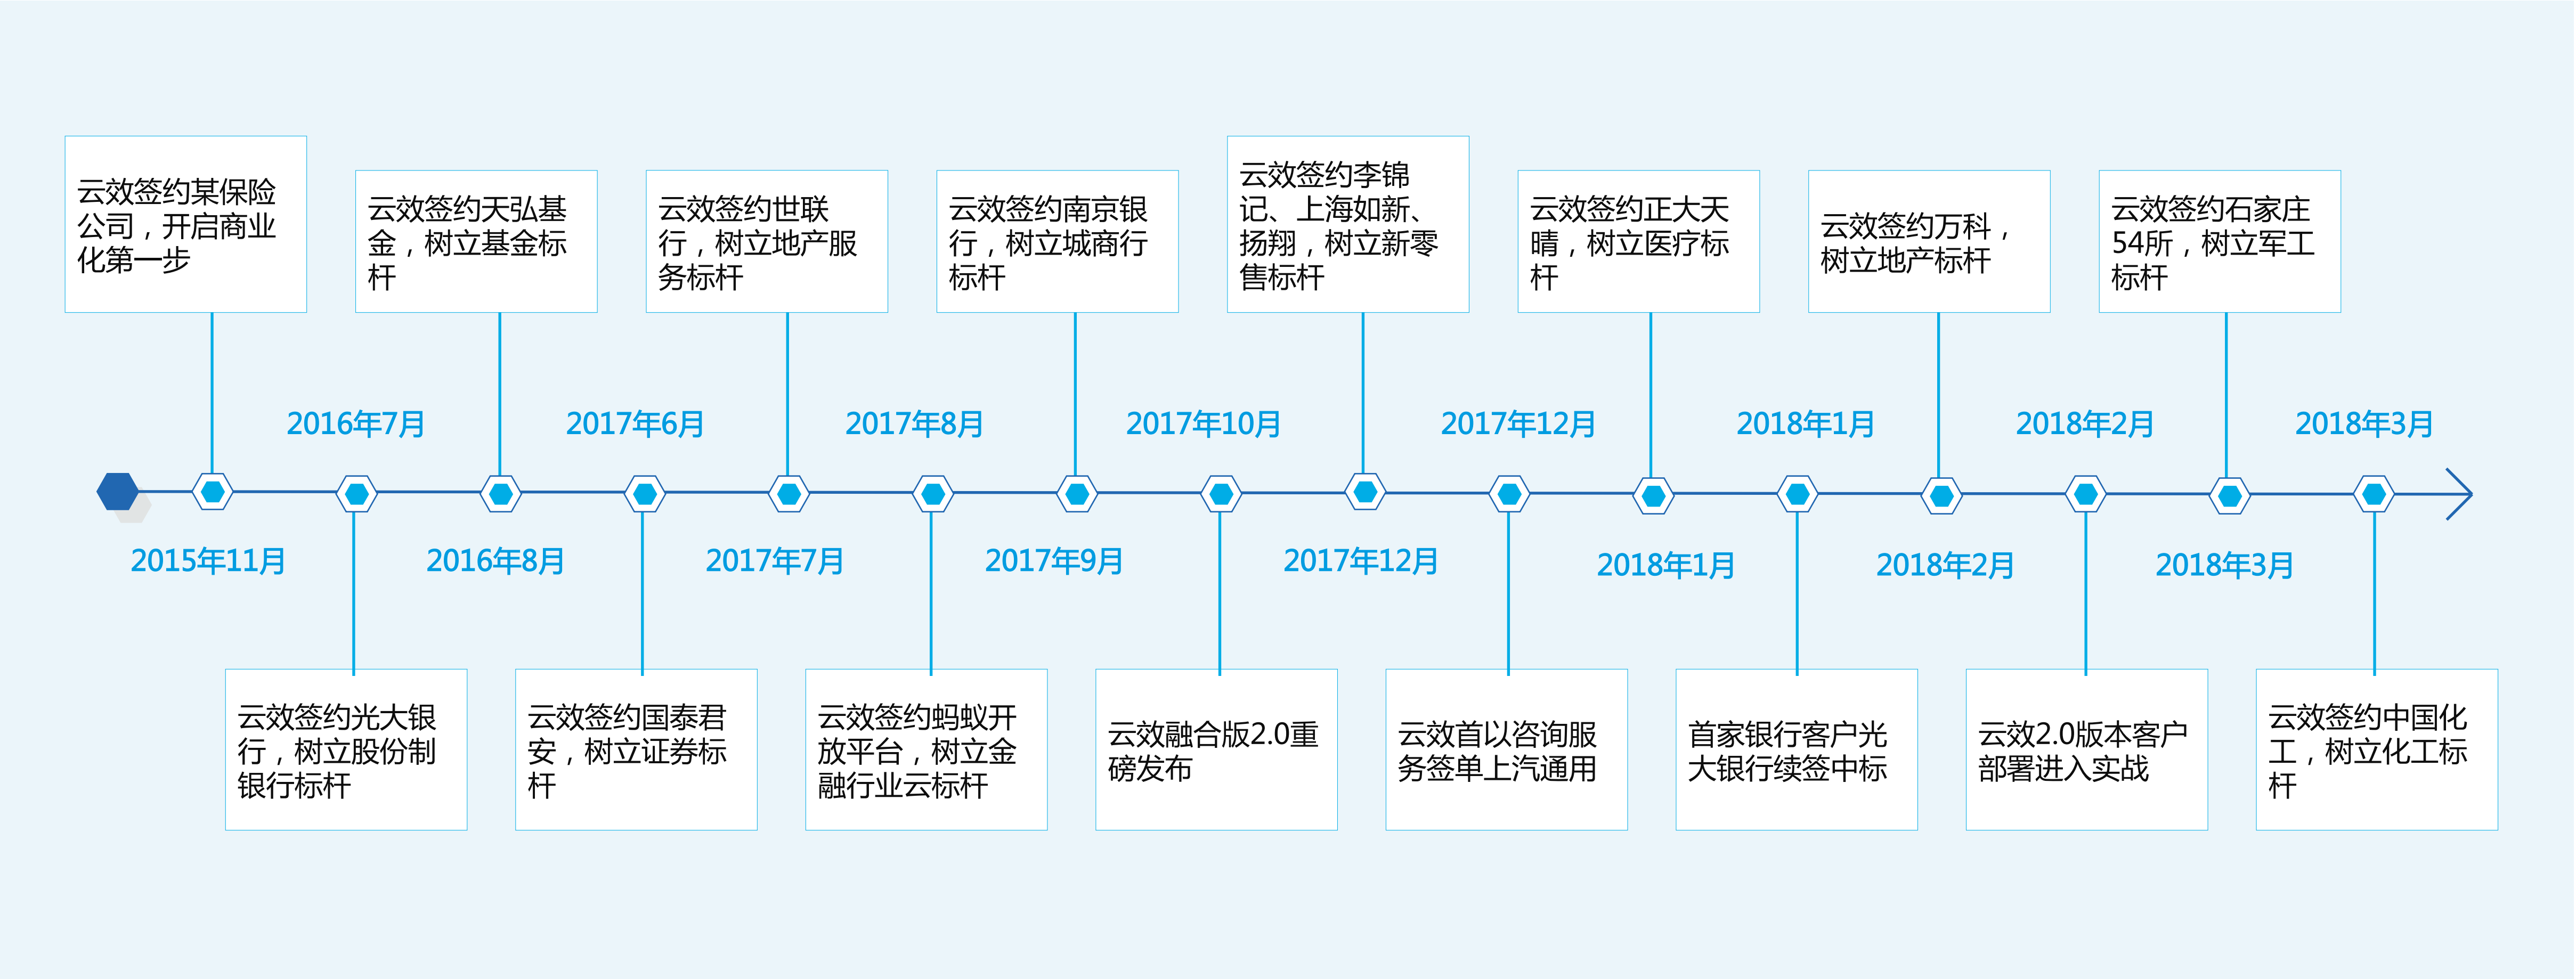 云效签约某保险
公司，开启商业
化第一步
云效签约天弘基
金，树立基金标
杆
云效签约世联
行，树立地产服
务标杆
云效签约南京银
行，树立城商行
标杆
云效签约李锦
记、上海如新、
扬翔，树立新零
售标杆
云效签约正大天
晴，树立医疗标
杆
云效签约万科，
树立地产标杆
云效签约石家庄
54所，树立军工
标杆
2016年7月
2017年6月
2017年8月
2017年10月
2017年12月
2018年1月
2018年2月
2018年3月
2015年11月
2016年8月
2017年7月
2017年9月
2017年12月
2018年1月
2018年2月
2018年3月
云效签约光大银
行，树立股份制
银行标杆
云效签约国泰君
安，树立证券标
杆
云效签约蚂蚁开
放平台，树立金
融行业云标杆
云效融合版2.0重
磅发布
云效首以咨询服
务签单上汽通用
首家银行客户光
大银行续签中标
云效2.0版本客户
部署进入实战
云效签约中国化
工，树立化工标
杆